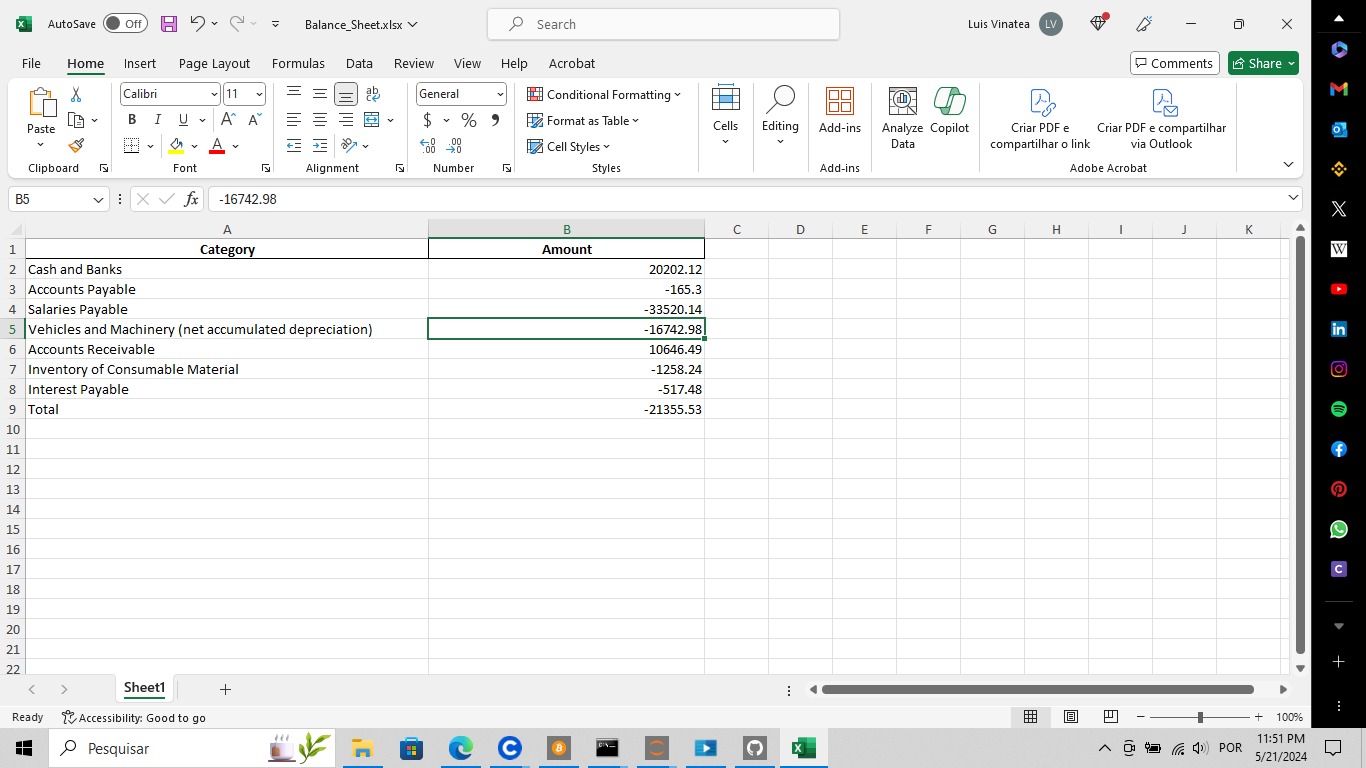 AutoSave Off Balance_Sheet.xlsx Search Luis Vinatea LV
File Home Insert Page Layout Formulas Data Review View Help Acrobat Comments Share
Paste Calibri 11 General Conditional Formatting Format as Table Cell Styles Cells Editing Add-ins Analyze Data Copilot Criar PDF e compartilhar o link Criar PDF e compartilhar via Outlook
Clipboard Font Alignment Number Styles Add-ins Adobe Acrobat
B5 fx -16742.98
A B C D E F G H I J K
1 Category Amount
2 Cash and Banks 20202.12
3 Accounts Payable -165.3
4 Salaries Payable -33520.14
5 Vehicles and Machinery (net accumulated depreciation) -16742.98
6 Accounts Receivable 10646.49
7 Inventory of Consumable Material -1258.24
8 Interest Payable -517.48
9 Total -21355.53
10
11
12
13
14
15
16
17
18
19
20
21
22
Sheet1
Ready Accessibility: Good to go 100%
Pesquisar POR 11:51 PM
5/21/2024